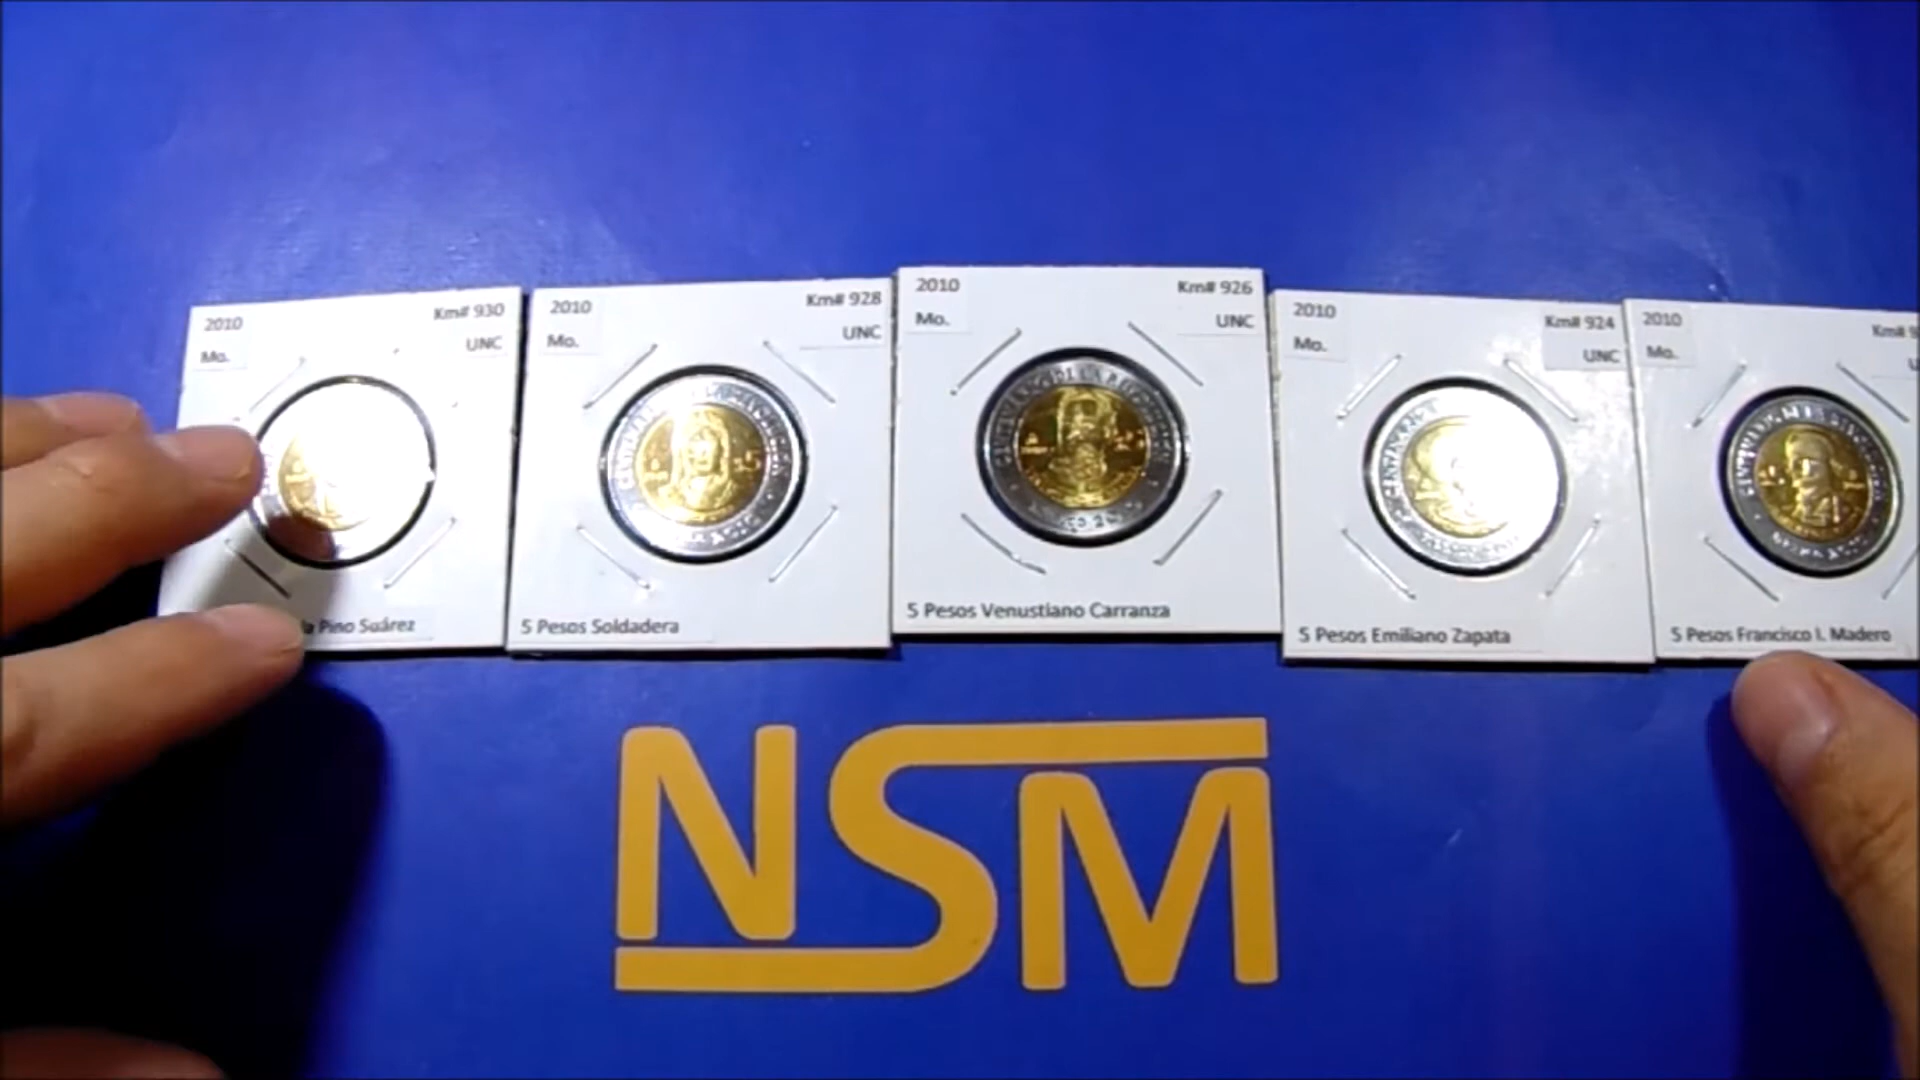 2010 Km# 930
Mo. UNC
Pino Suárez
2010 Km# 928
Mo. UNC
5 Pesos Soldadera
2010 Km# 926
Mo. UNC
5 Pesos Venustiano Carranza
2010 Km# 924
Mo. UNC
5 Pesos Emiliano Zapata
2010 Km#
Mo.
5 Pesos Francisco I. Madero
NSM